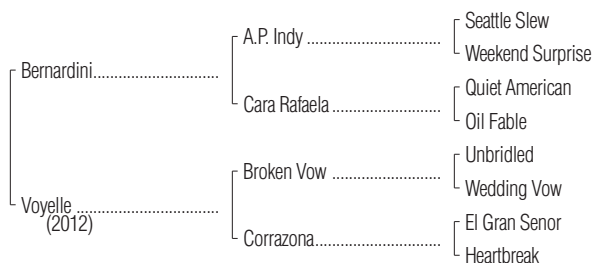 Seattle Slew
A.P. Indy
Weekend Surprise
Bernardini
Quiet American
Cara Rafaela
Oil Fable
Unbridled
Broken Vow
Wedding Vow
Voyelle
(2012)
El Gran Senor
Corrazona
Heartbreak